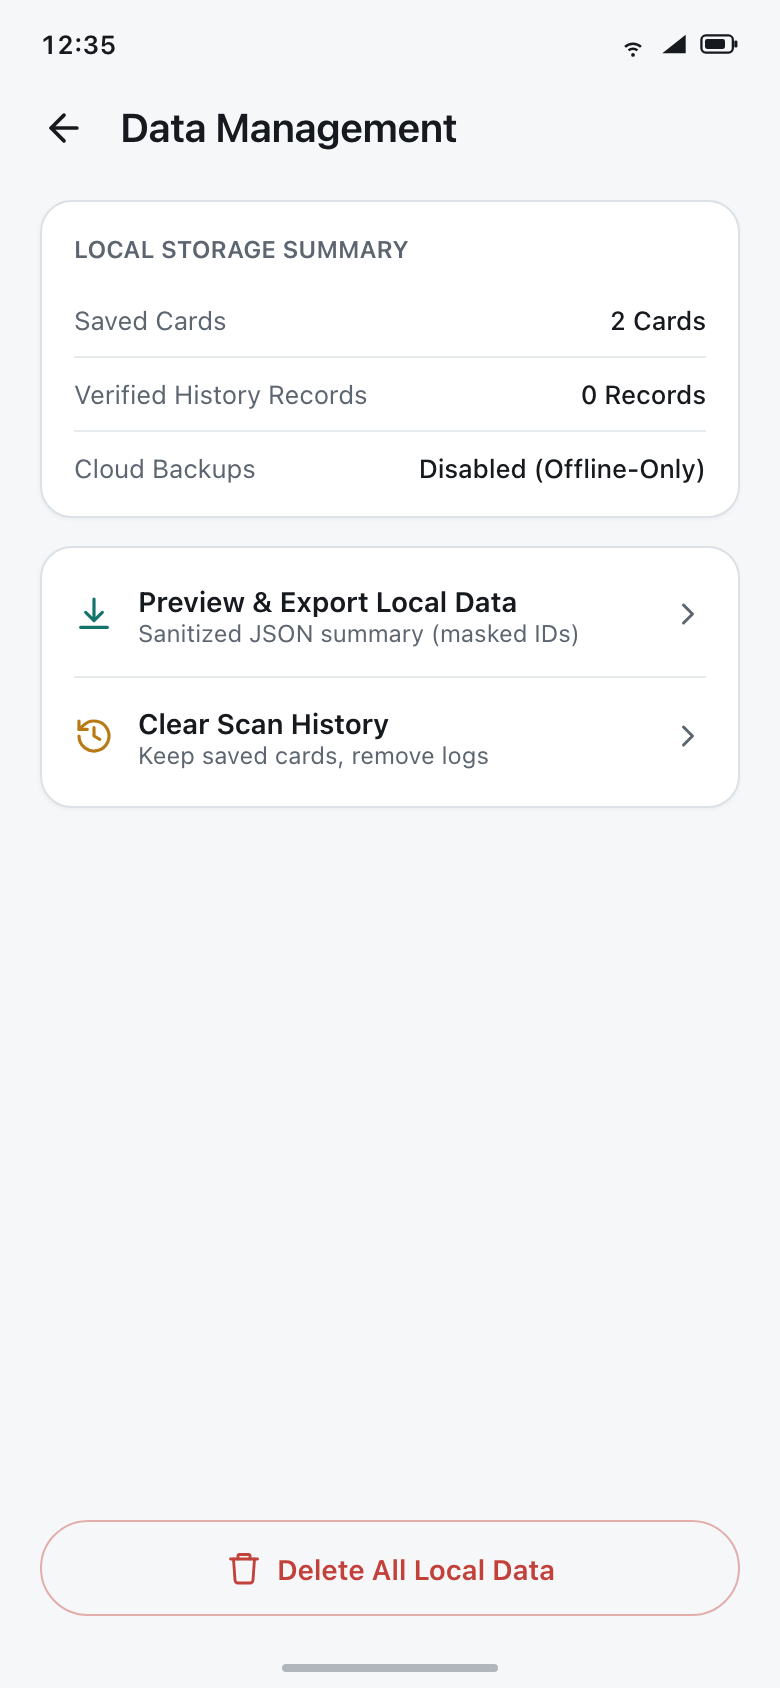 12:35
Data Management
LOCAL STORAGE SUMMARY
Saved Cards 2 Cards
Verified History Records 0 Records
Cloud Backups Disabled (Offline-Only)
Preview & Export Local Data
Sanitized JSON summary (masked IDs)
Clear Scan History
Keep saved cards, remove logs
Delete All Local Data